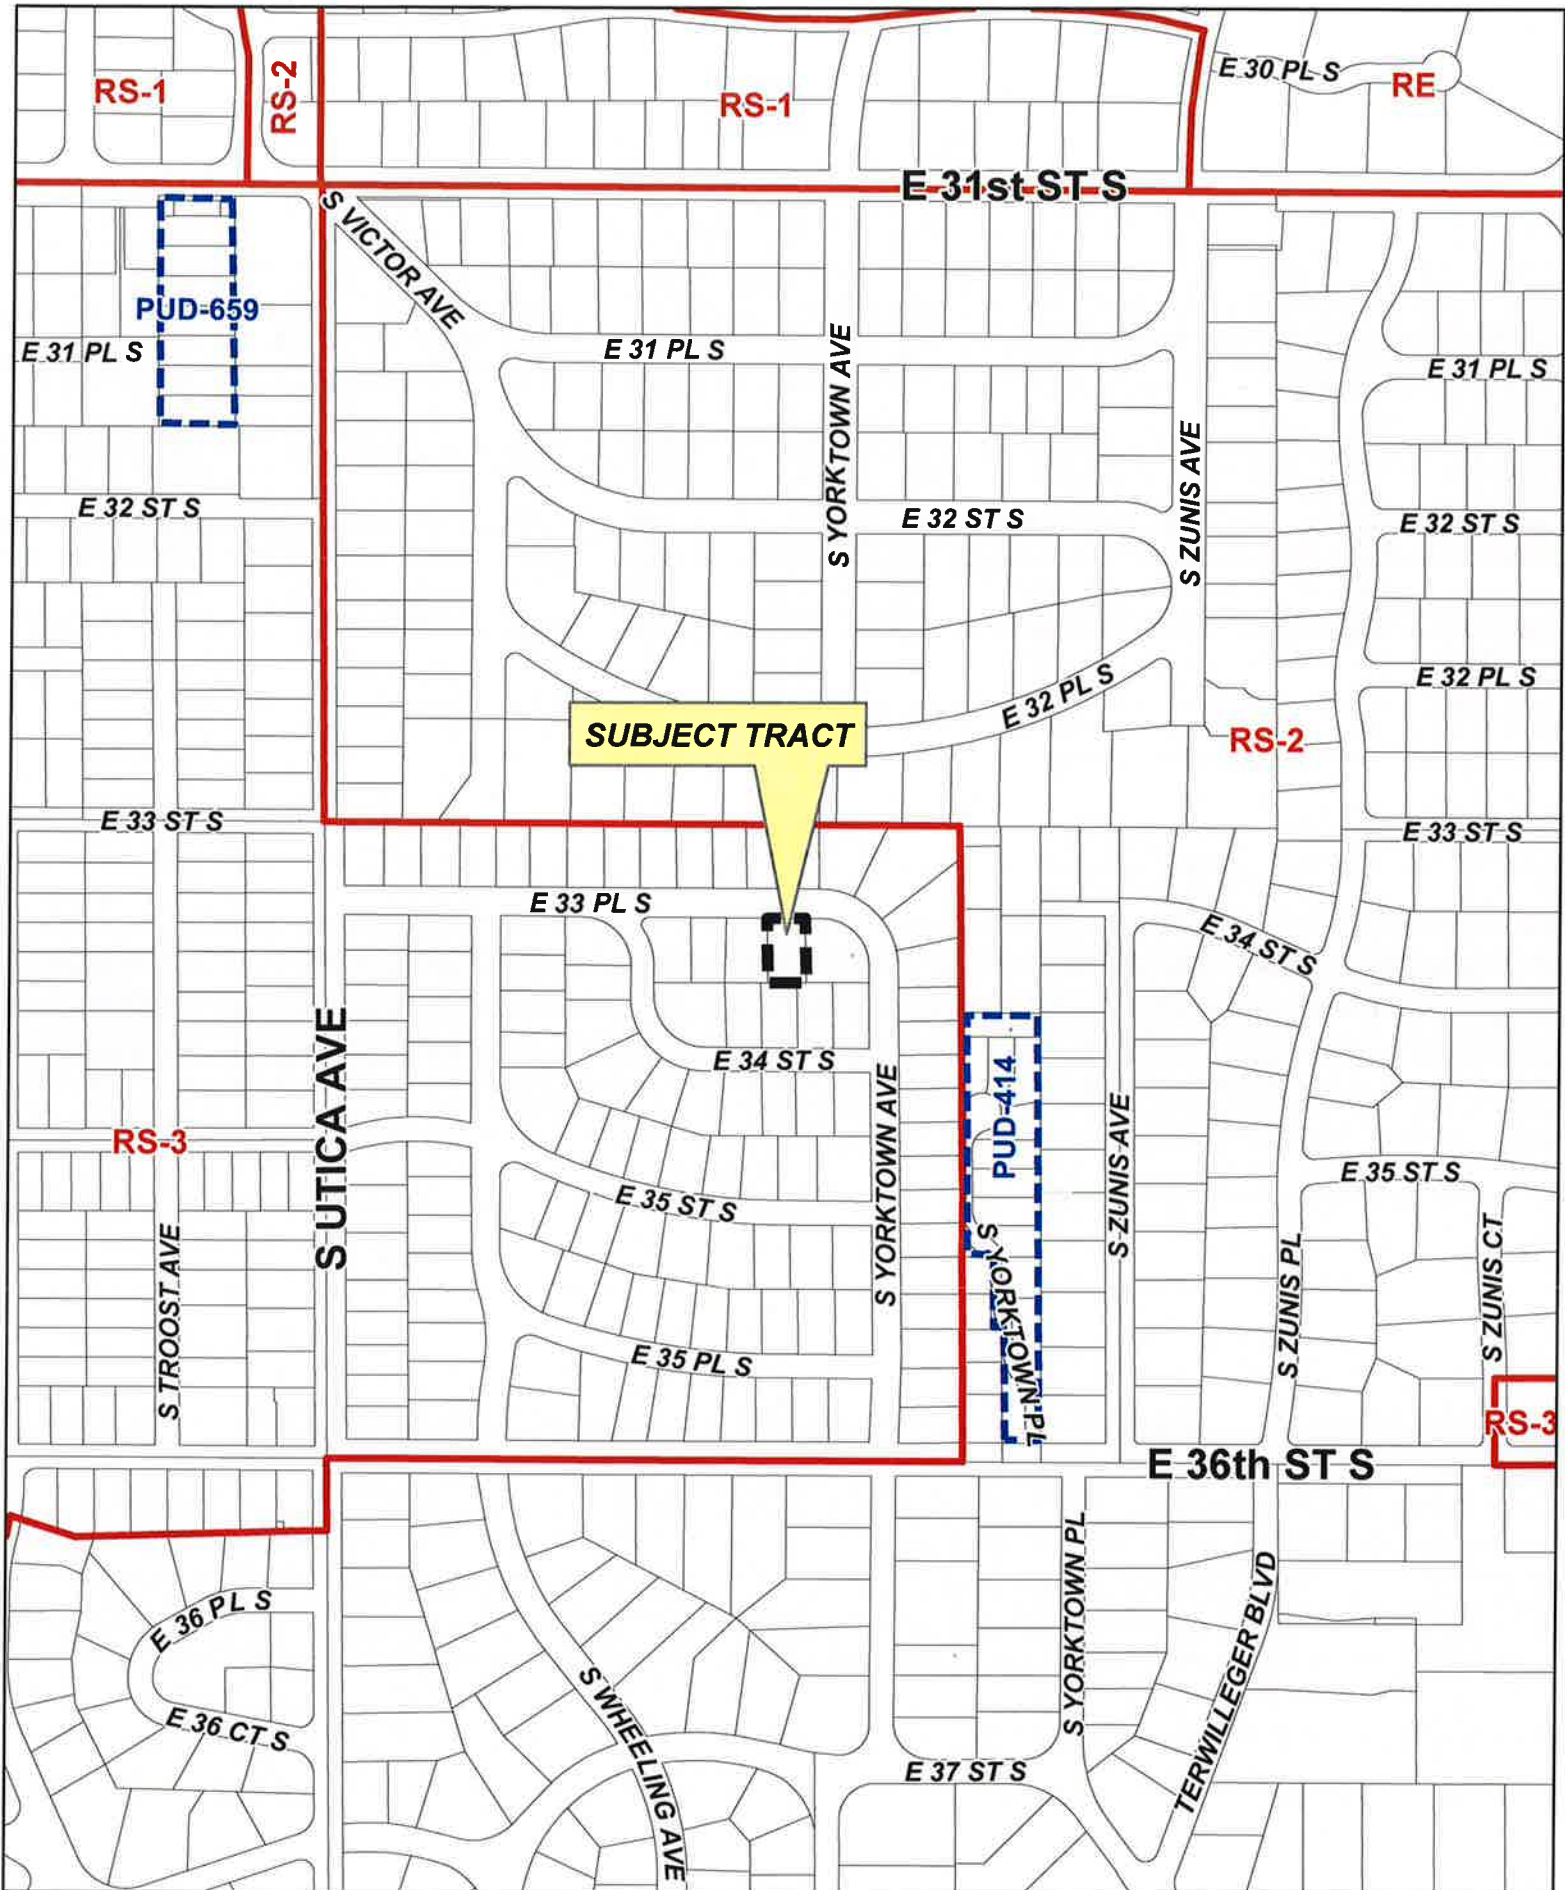 E 30 PL S
RS-1
RS-2
RS-1
RE
E 31st ST S
S VICTOR AVE
PUD-659
E 31 PL S
E 31 PL S
S YORKTOWN AVE
E 31 PL S
S ZUNIS AVE
E 32 ST S
E 32 ST S
E 32 ST S
E 32 PL S
E 32 PL S
SUBJECT TRACT
RS-2
E 33 ST S
E 33 ST S
E 33 PL S
E 34 ST S
S UTICA AVE
E 34 ST S
S YORKTOWN AVE
PUD-414
S ZUNIS AVE
RS-3
E 35 ST S
E 35 ST S
S TROOST AVE
S YORKTOWN PL
S ZUNIS PL
S ZUNIS CT
E 35 PL S
RS-3
E 36th ST S
S YORKTOWN PL
TERWILLEGER BLVD
E 36 PL S
S WHEELING AVE
E 36 CT S
E 37 ST S